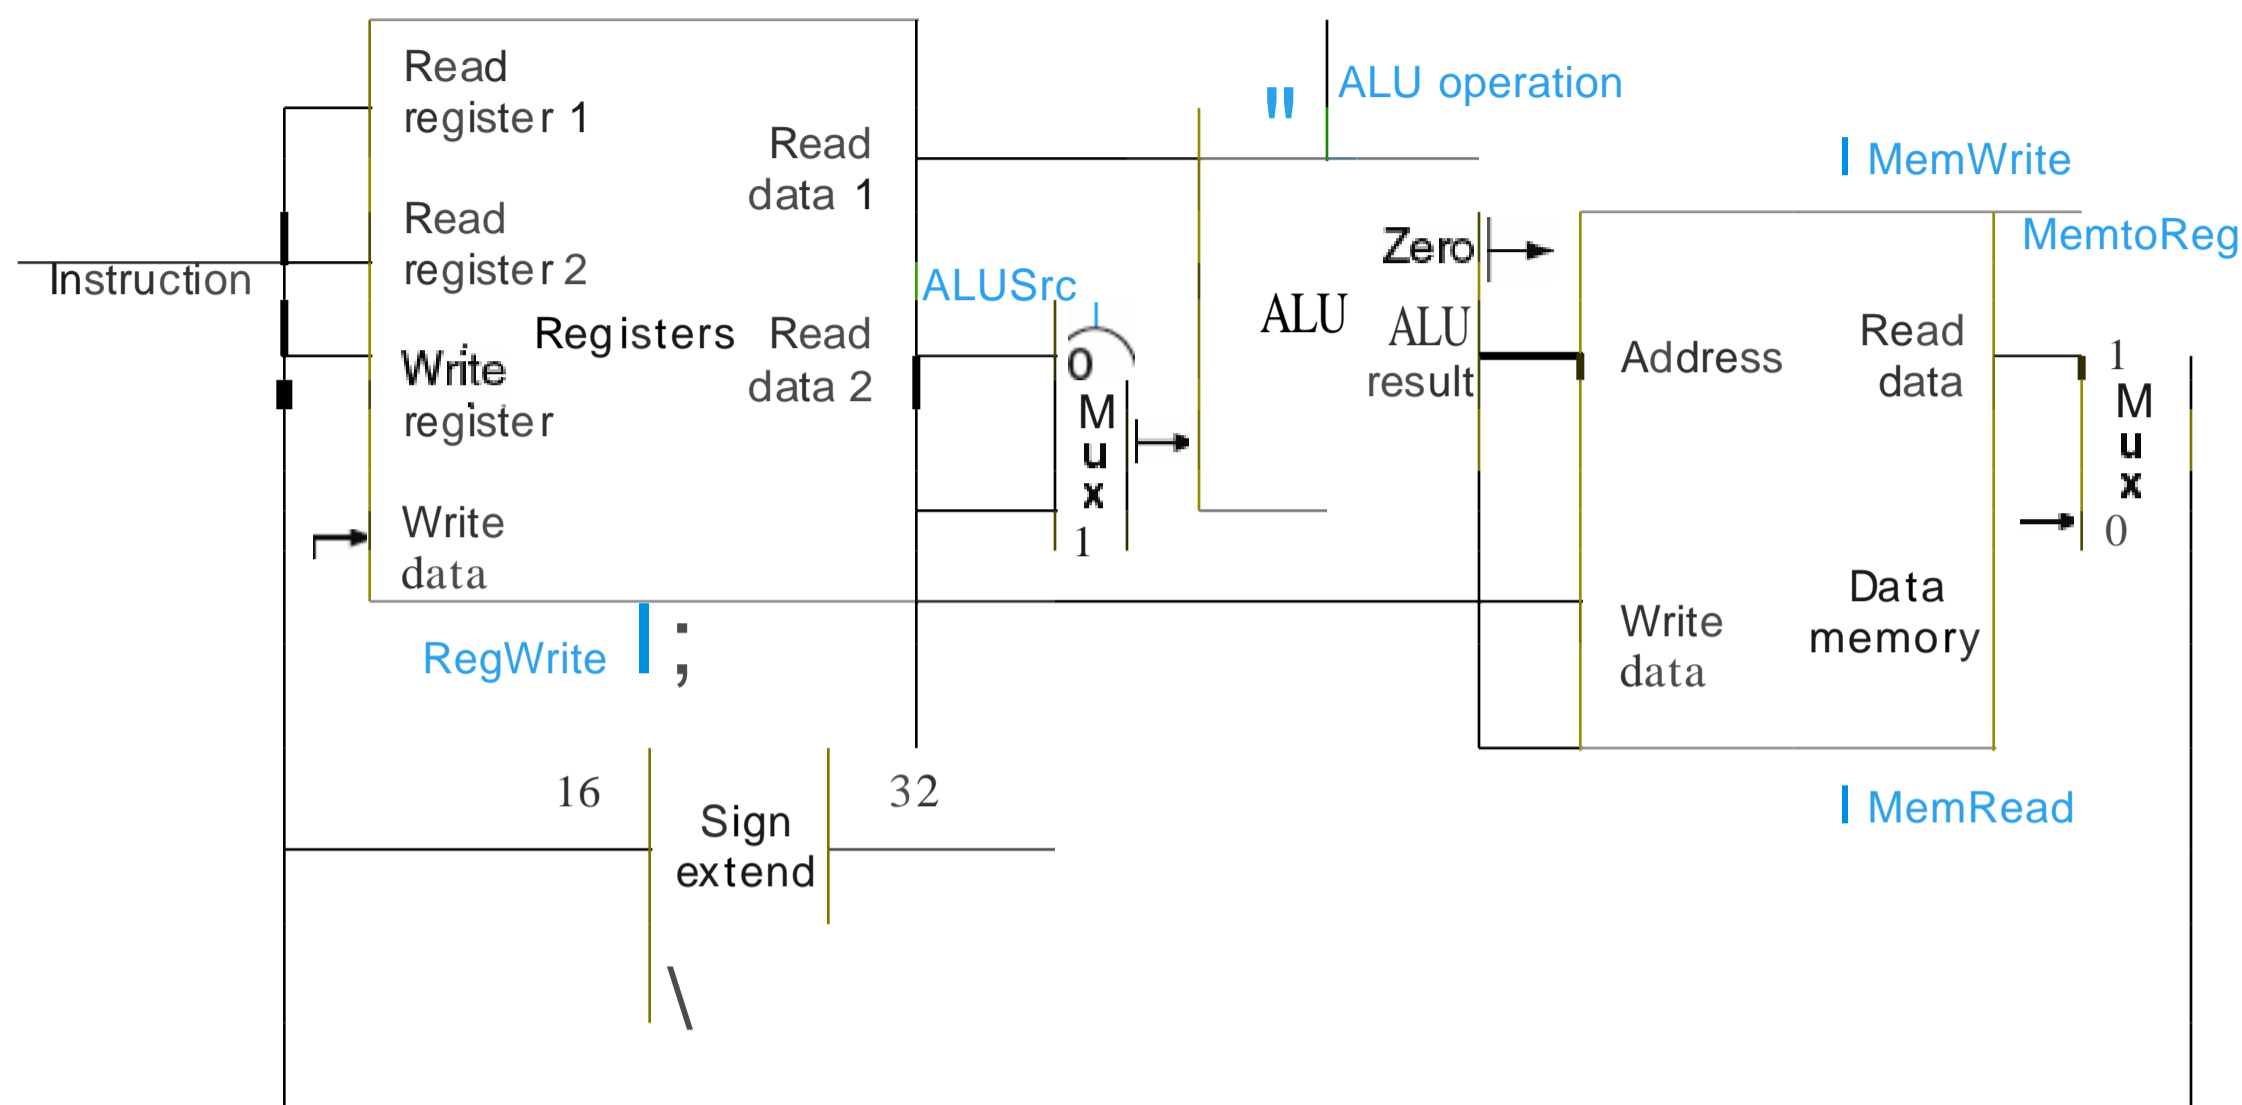 Read
register 1
Read
data 1
Read
register 2
Instruction
Registers
Read
data 2
Write
register
Write
data
RegWrite
;
16
Sign
extend
32
\
ALUSrc
0
M
u
x
1
"
ALU operation
Zero
ALU
ALU
result
MemWrite
MemtoReg
Address
Read
data
1
M
u
x
0
Write
data
Data
memory
MemRead